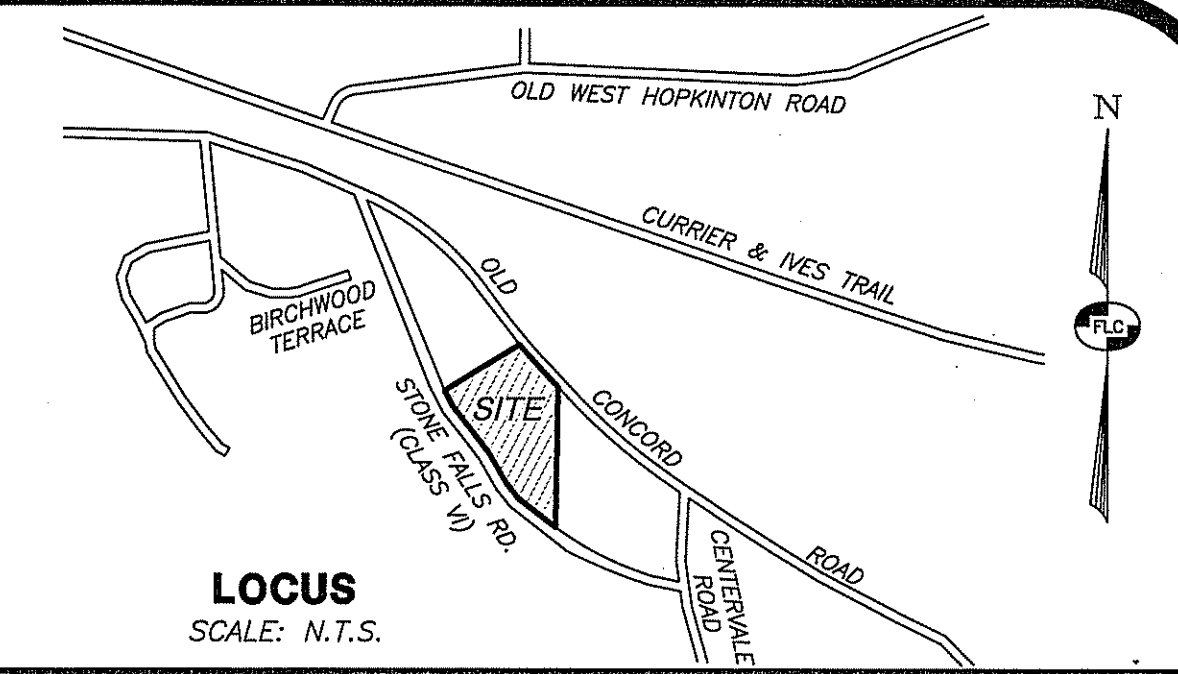 OLD WEST HOPKINTON ROAD
N
CURRIER & IVES TRAIL
OLD
CONCORD
ROAD
BIRCHWOOD
TERRACE
FLC
SITE
STONE FALLS RD.
(CLASS VI)
CENTERVALE
ROAD
LOCUS
SCALE: N.T.S.